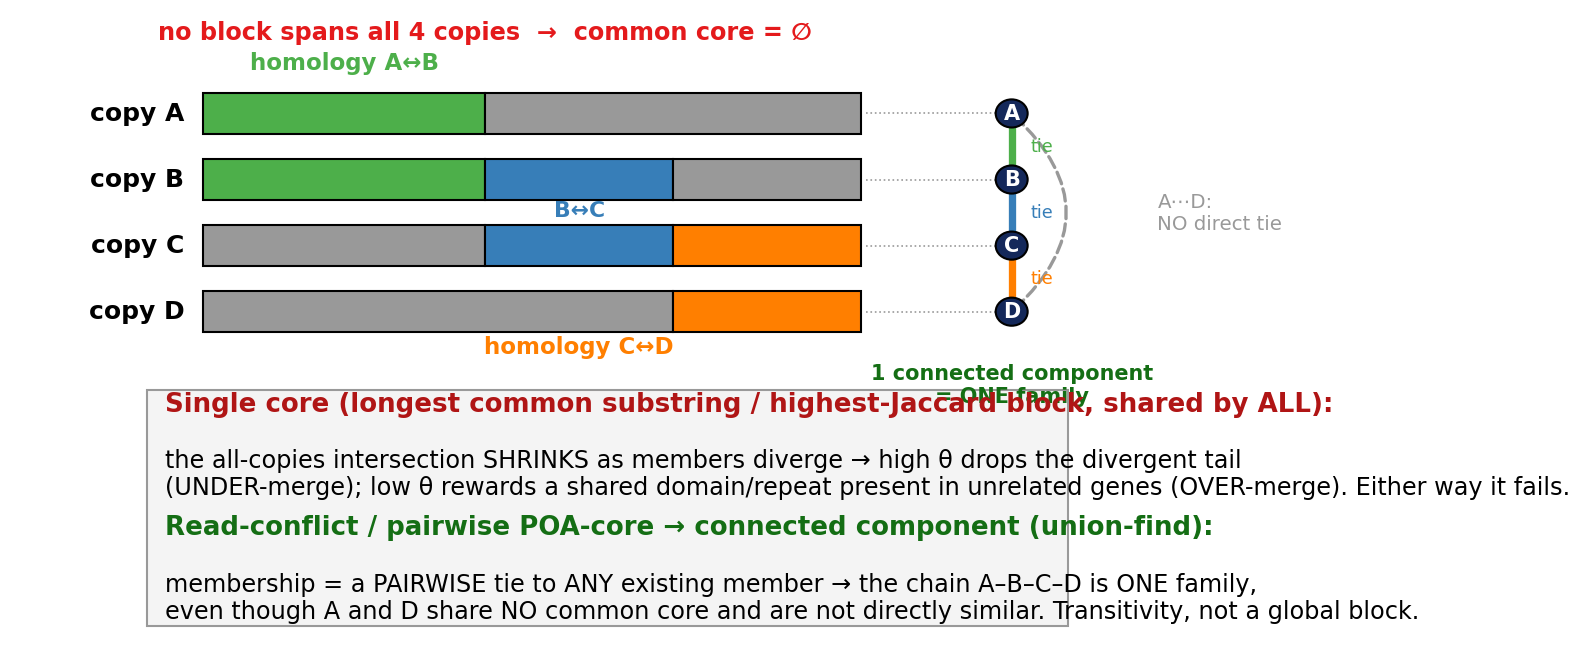 no block spans all 4 copies → common core = ∅
homology A↔B
copy A
copy B
B↔C
copy C
copy D
homology C↔D
A
tie
B
tie
C
tie
D
A···D:
NO direct tie
1 connected component
= ONE family
Single core (longest common substring / highest-Jaccard block, shared by ALL):
the all-copies intersection SHRINKS as members diverge → high θ drops the divergent tail
(UNDER-merge); low θ rewards a shared domain/repeat present in unrelated genes (OVER-merge). Either way it fails.
Read-conflict / pairwise POA-core → connected component (union-find):
membership = a PAIRWISE tie to ANY existing member → the chain A–B–C–D is ONE family,
even though A and D share NO common core and are not directly similar. Transitivity, not a global block.